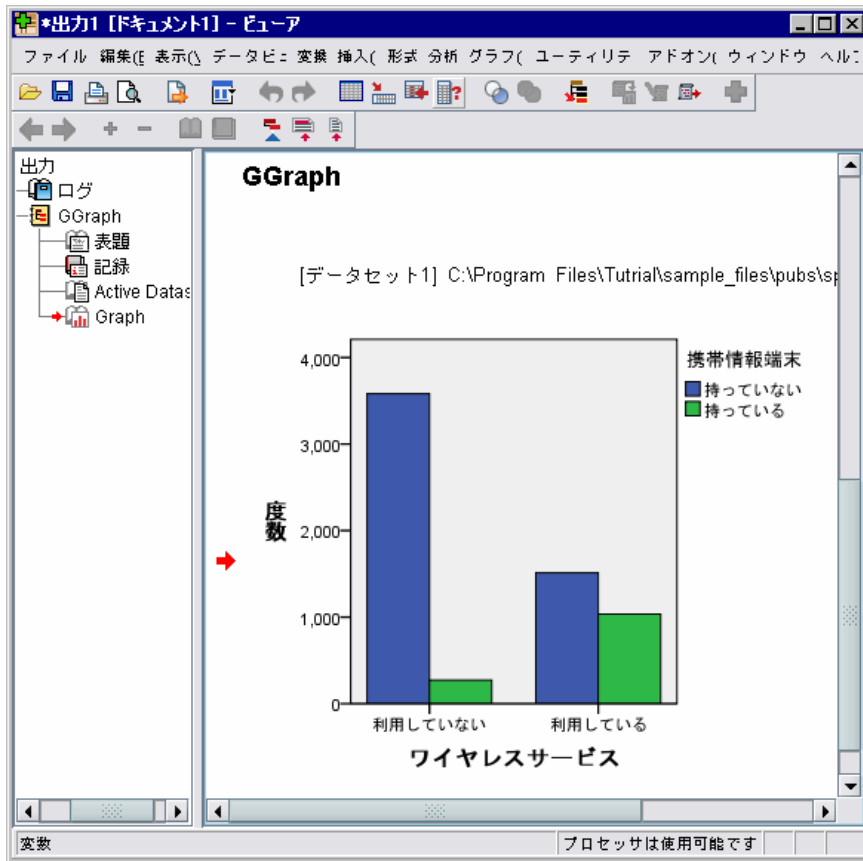 *出力1 [ドキュメント1] - ビューア
ファイル 編集(E 表示(\ データビュ 変換 挿入( 形式 分析 グラフ( ユーティリテ アドオン( ウィンドウ ヘルプ
出力
ログ
GGraph
表題
記録
Active Datas
Graph
GGraph
[データセット1] C:\Program Files\Tutrial\sample_files\pubs\sp
4,000
3,000
2,000
1,000
0
度数
利用していない 利用している
ワイヤレスサービス
携帯情報端末
持っていない
持っている
変数 プロセッサは使用可能です